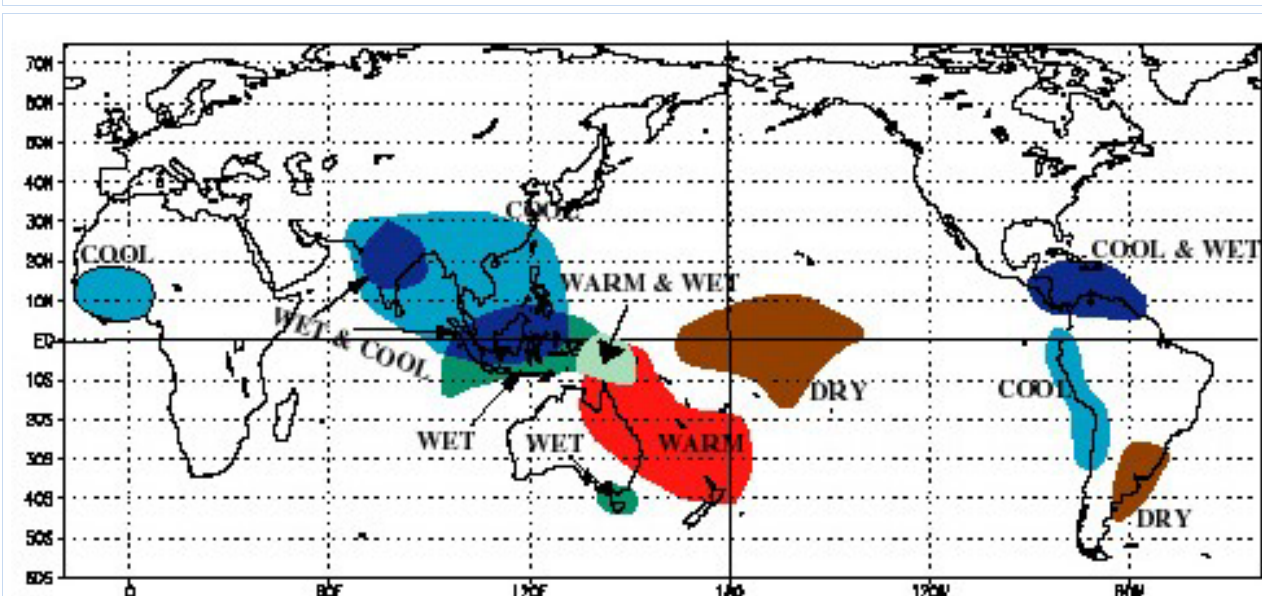 70N
60N
50N
40N
30N
20N
10N
EQ
10S
20S
30S
40S
50S
60S
COOL
COOL
WARM & WET
COOL & WET
WET & COOL
DRY
COOL
WET
WET
WARM
DRY
0
60E
120E
180
120W
60W